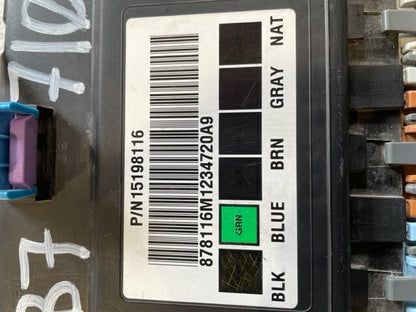 P/N15198116
878116M1234720A9
GRN
BLK BLUE BRN GRAY NAT